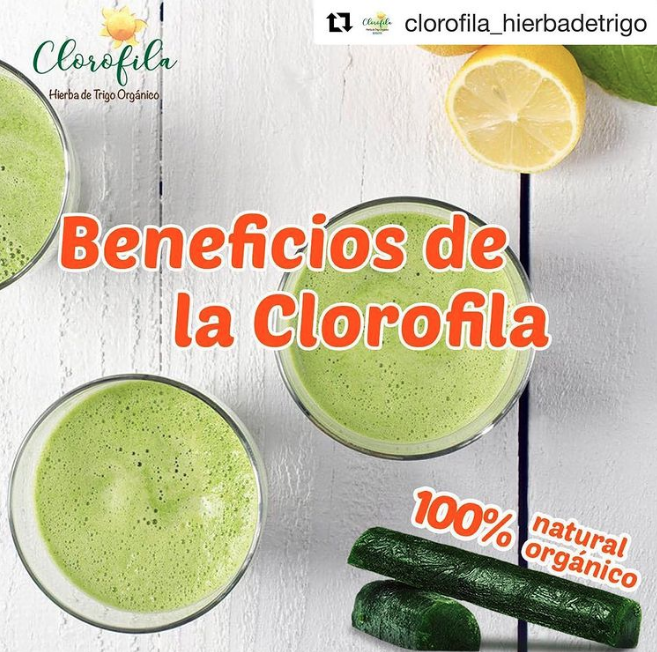 clorofila_hierbadetrigo
Clorofila
Hierba de Trigo Orgánico
Beneficios de
la Clorofila
100% natural
orgánico